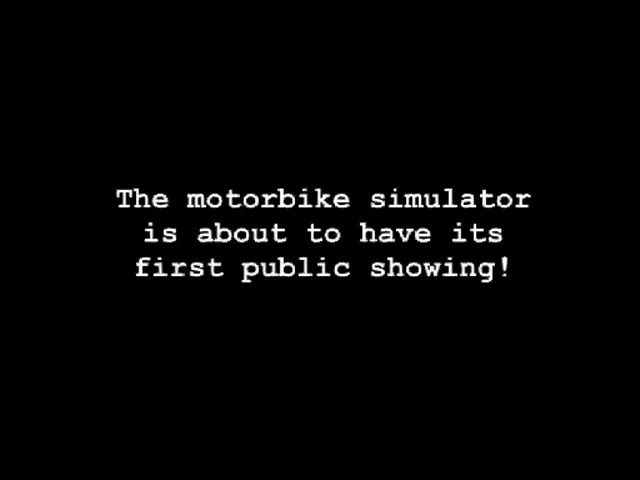 The motorbike simulator
is about to have its
first public showing!